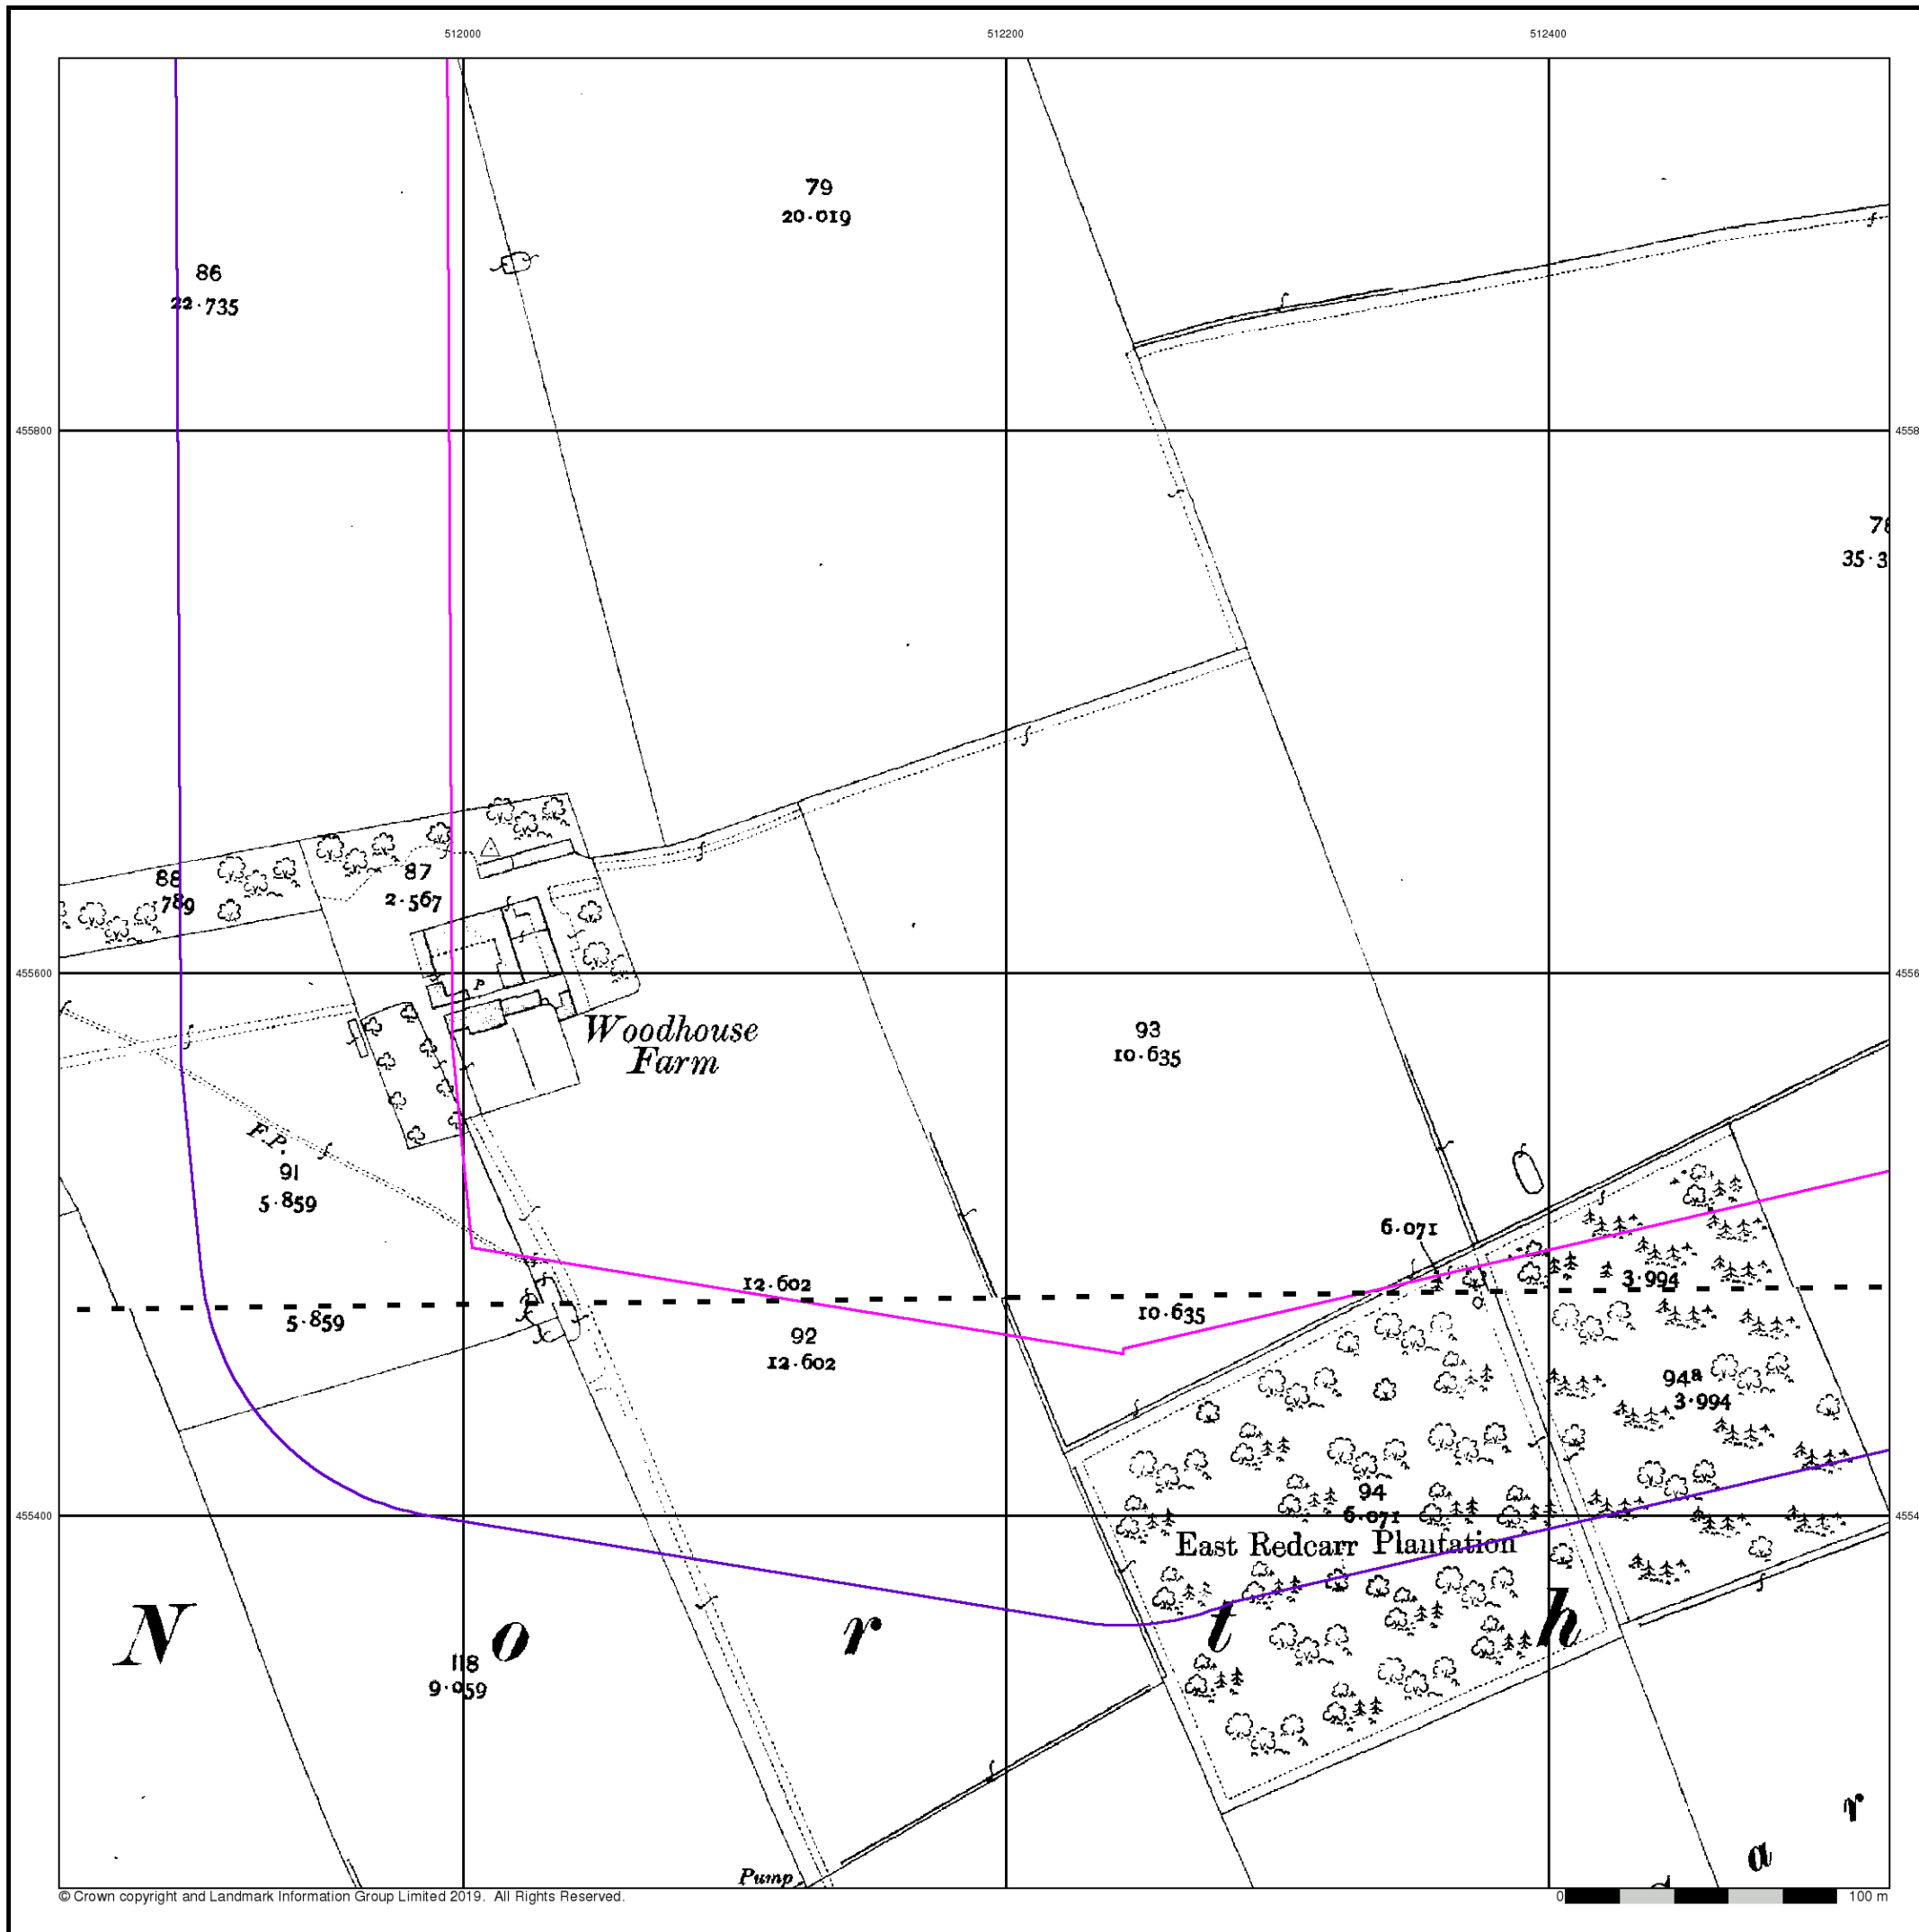 512000 512200 512400
79
20·019
86
22·735
455800
78
35·3
87
2·567
88
·789
455600
P
Woodhouse
Farm
93
10·635
F.P.
91
5·859
6·071
12·602
3·994
5·859
10·635
92
12·602
94a
3·994
94
6·071
455400
East Redcarr Plantation
N o r t h
118
9·059
r
a
Pump
© Crown copyright and Landmark Information Group Limited 2019. All Rights Reserved.
0 100 m